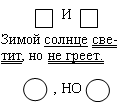 И
Зимой солнце све-
тит, но не греет.
, НО